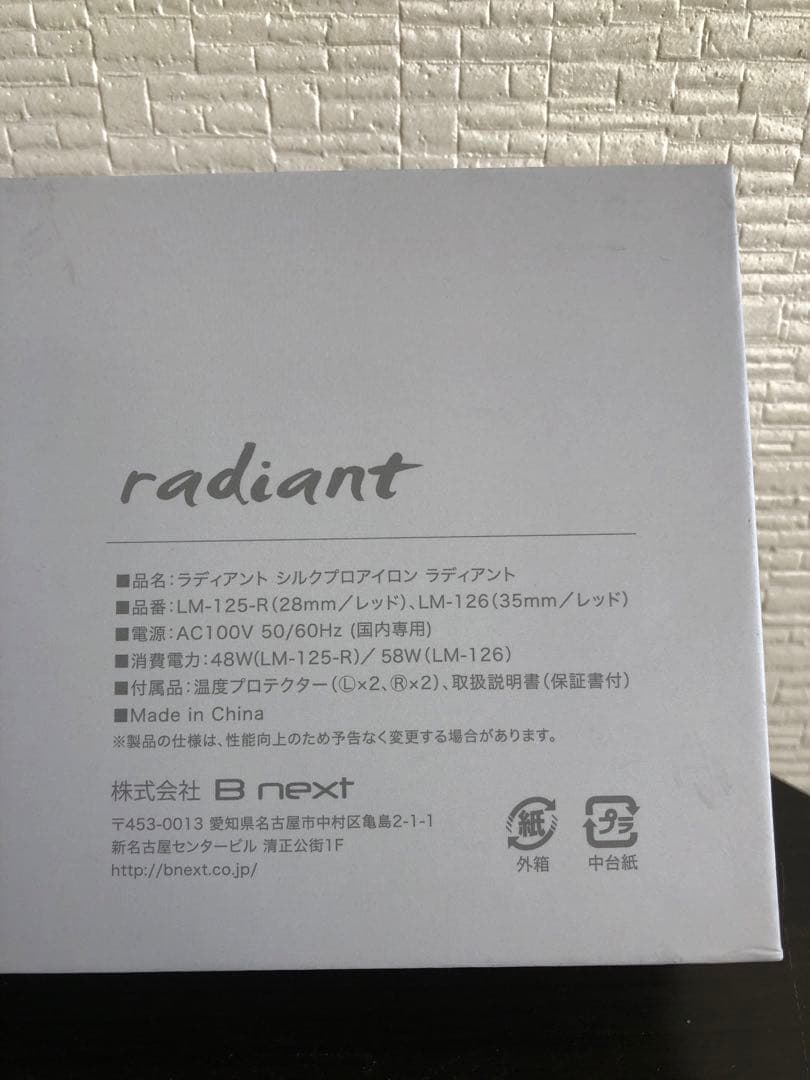 radiant
■品名：ラディアント シルクプロアイロン ラディアント
■品番：LM-125-R（28mm／レッド）、LM-126（35mm／レッド）
■電源：AC100V 50/60Hz (国内専用)
■消費電力：48W(LM-125-R)／ 58W（LM-126）
■付属品：温度プロテクター（Ⓛ×2、Ⓡ×2）、取扱説明書（保証書付）
■Made in China
※製品の仕様は、性能向上のため予告なく変更する場合があります。
株式会社 B next
〒453-0013 愛知県名古屋市中村区亀島2-1-1
新名古屋センタービル 清正公街1F
http://bnext.co.jp/
紙 プラ
外箱 中台紙